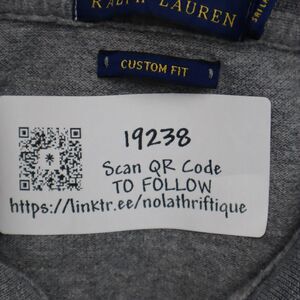 RALPH LAUREN
CUSTOM FIT
19238
Scan QR Code
TO FOLLOW
https://linktr.ee/nolathriftique